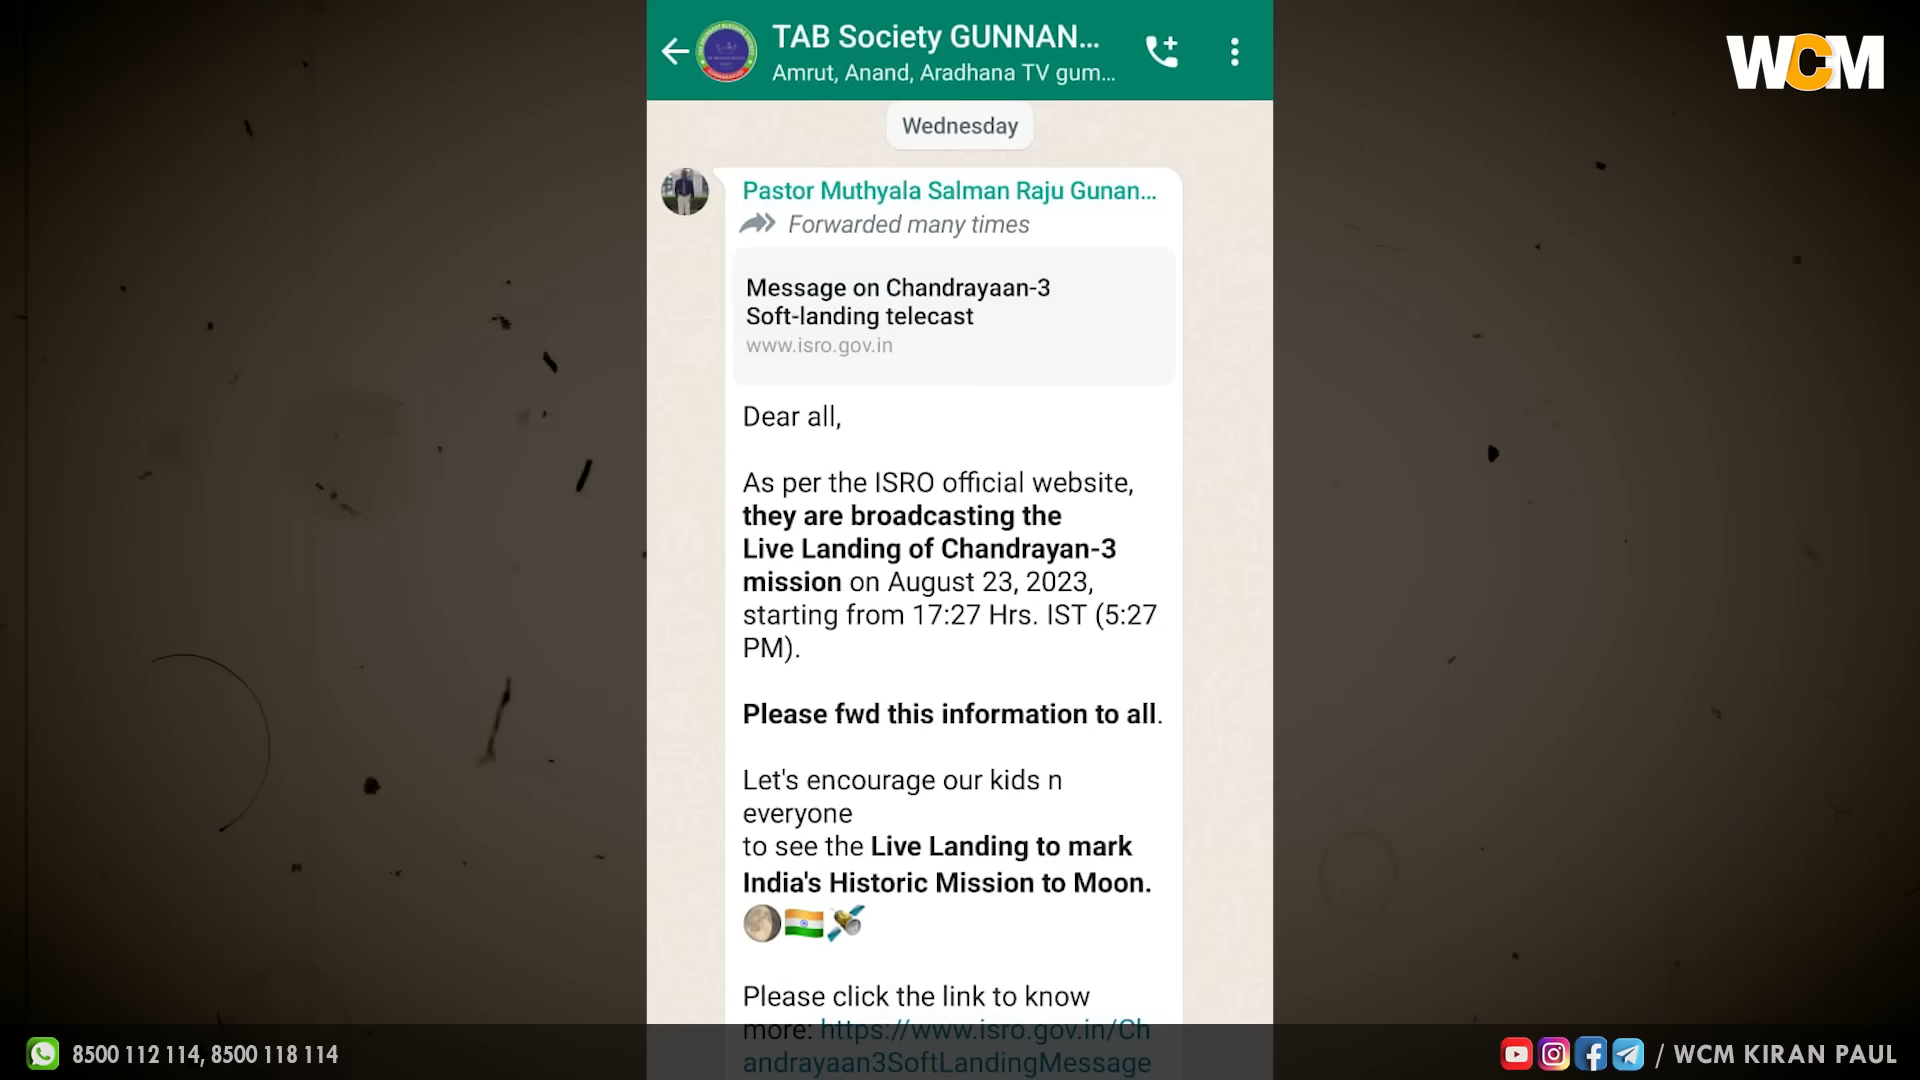 TAB Society GUNNAN...
Amrut, Anand, Aradhana TV gum...
WCM
Wednesday
Pastor Muthyala Salman Raju Gunan...
Forwarded many times
Message on Chandrayaan-3
Soft-landing telecast
www.isro.gov.in
Dear all,
As per the ISRO official website,
they are broadcasting the
Live Landing of Chandrayan-3
mission on August 23, 2023,
starting from 17:27 Hrs. IST (5:27
PM).
Please fwd this information to all.
Let's encourage our kids n
everyone
to see the Live Landing to mark
India's Historic Mission to Moon.
Please click the link to know
more: https://www.isro.gov.in/Ch
andrayaan3SoftLandingMessage
8500 112 114, 8500 118 114
/ WCM KIRAN PAUL